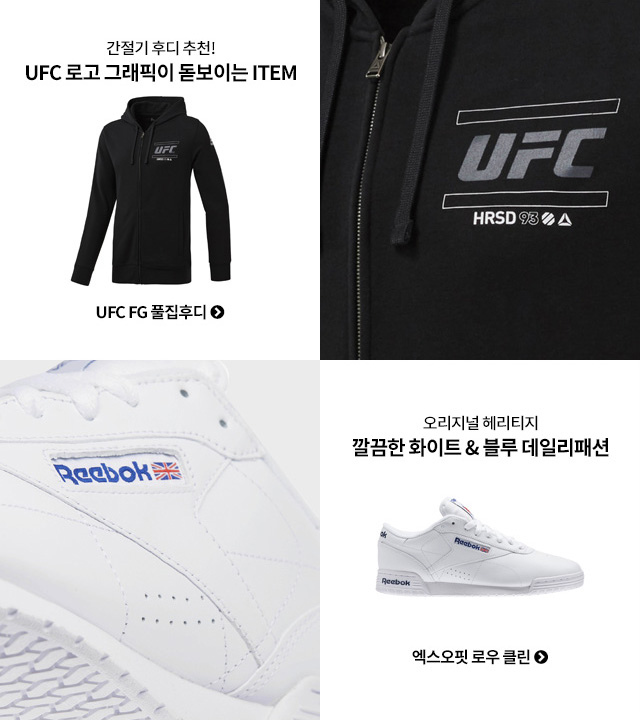 간절기 후디 추천!
UFC 로고 그래픽이 돋보이는 ITEM
UFC FG 풀집후디
UFC
HRSD 93
Reebok
오리지널 헤리티지
깔끔한 화이트 & 블루 데일리패션
Reebok
Reebok
엑스오핏 로우 클린